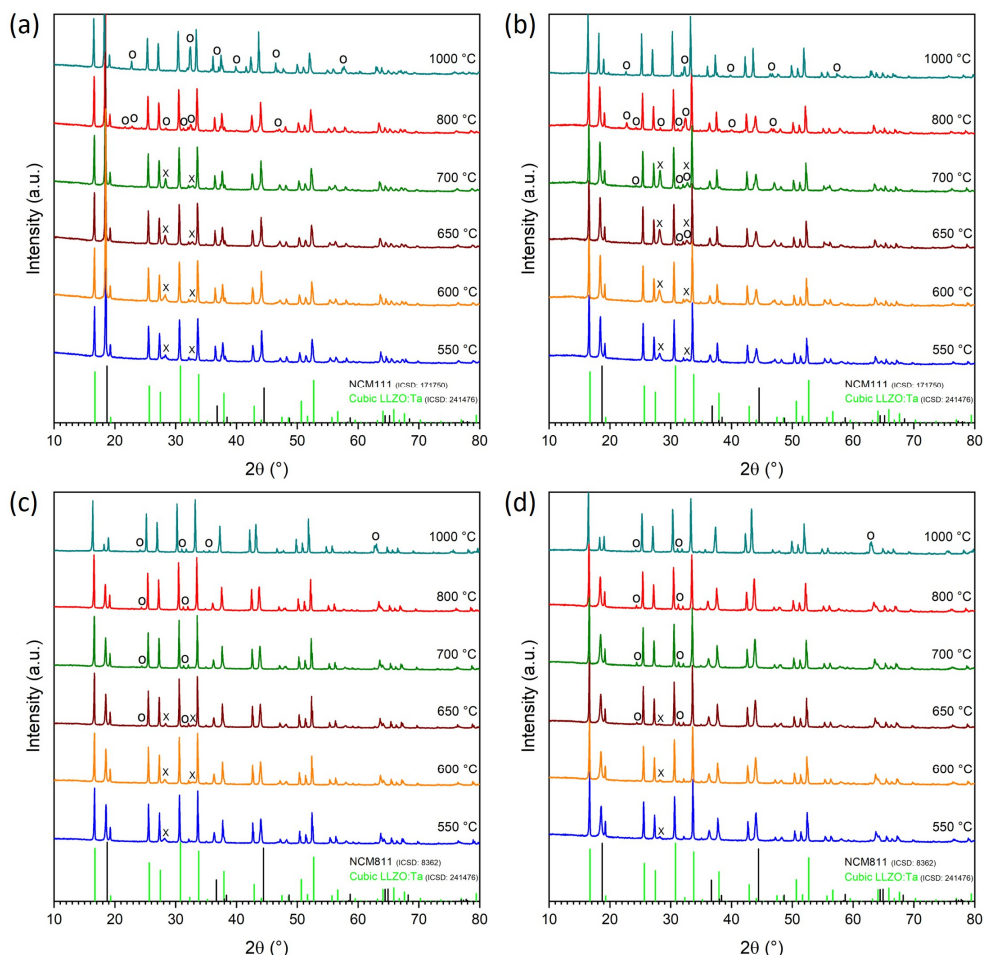 (a)
o o o o o o 1000 °C
o o o o o o 800 °C
x x 700 °C
x x 650 °C
x x 600 °C
x x 550 °C
NCM111 (ICSD: 171750)
Cubic LLZO:Ta (ICSD: 241476)
Intensity (a.u.)
10 20 30 40 50 60 70 80
2θ (°)
(b)
o o o o o 1000 °C
o o o o o o o 800 °C
o x o x o 700 °C
x o x o 650 °C
x x 600 °C
x x 550 °C
NCM111 (ICSD: 171750)
Cubic LLZO:Ta (ICSD: 241476)
Intensity (a.u.)
10 20 30 40 50 60 70 80
2θ (°)
(c)
o o o o 1000 °C
o o 800 °C
o o 700 °C
o x o x 650 °C
x x 600 °C
x 550 °C
NCM811 (ICSD: 8362)
Cubic LLZO:Ta (ICSD: 241476)
Intensity (a.u.)
10 20 30 40 50 60 70 80
2θ (°)
(d)
o o o 1000 °C
o o 800 °C
o o 700 °C
o x o 650 °C
x 600 °C
x 550 °C
NCM811 (ICSD: 8362)
Cubic LLZO:Ta (ICSD: 241476)
Intensity (a.u.)
10 20 30 40 50 60 70 80
2θ (°)